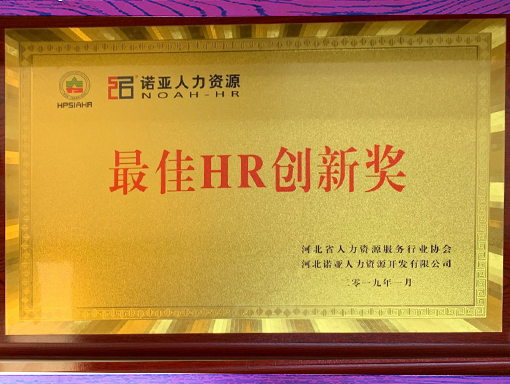 诺亚人力资源
NOAH-HR
HPSIAHR
最佳HR创新奖
河北省人力资源服务行业协会
河北诺亚人力资源开发有限公司
二零一九年一月